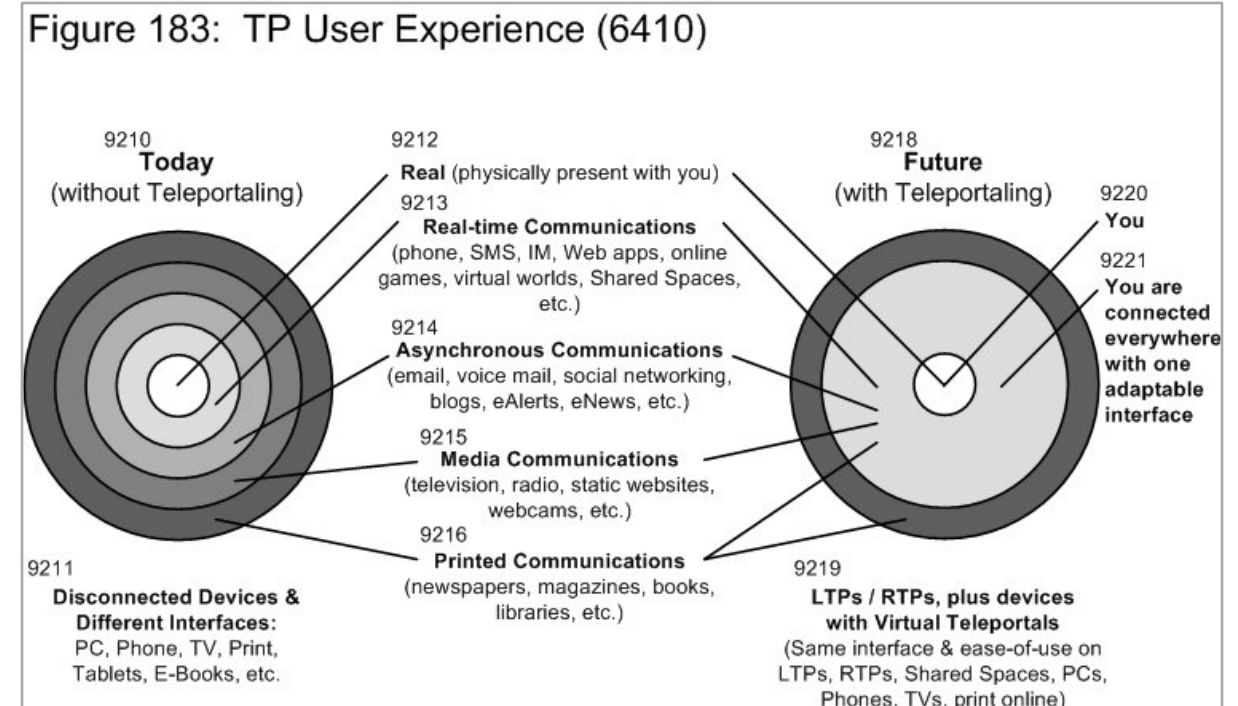 Figure 183: TP User Experience (6410)
9210
Today
(without Teleportaling)
9212
Real (physically present with you)
9213
Real-time Communications
(phone, SMS, IM, Web apps, online
games, virtual worlds, Shared Spaces,
etc.)
9214
Asynchronous Communications
(email, voice mail, social networking,
blogs, eAlerts, eNews, etc.)
9215
Media Communications
(television, radio, static websites,
webcams, etc.)
9216
Printed Communications
(newspapers, magazines, books,
libraries, etc.)
9218
Future
(with Teleportaling)
9220
You
9221
You are
connected
everywhere
with one
adaptable
interface
9211
Disconnected Devices &
Different Interfaces:
PC, Phone, TV, Print,
Tablets, E-Books, etc.
9219
LTPs / RTPs, plus devices
with Virtual Teleportals
(Same interface & ease-of-use on
LTPs, RTPs, Shared Spaces, PCs,
Phones, TVs, print online)